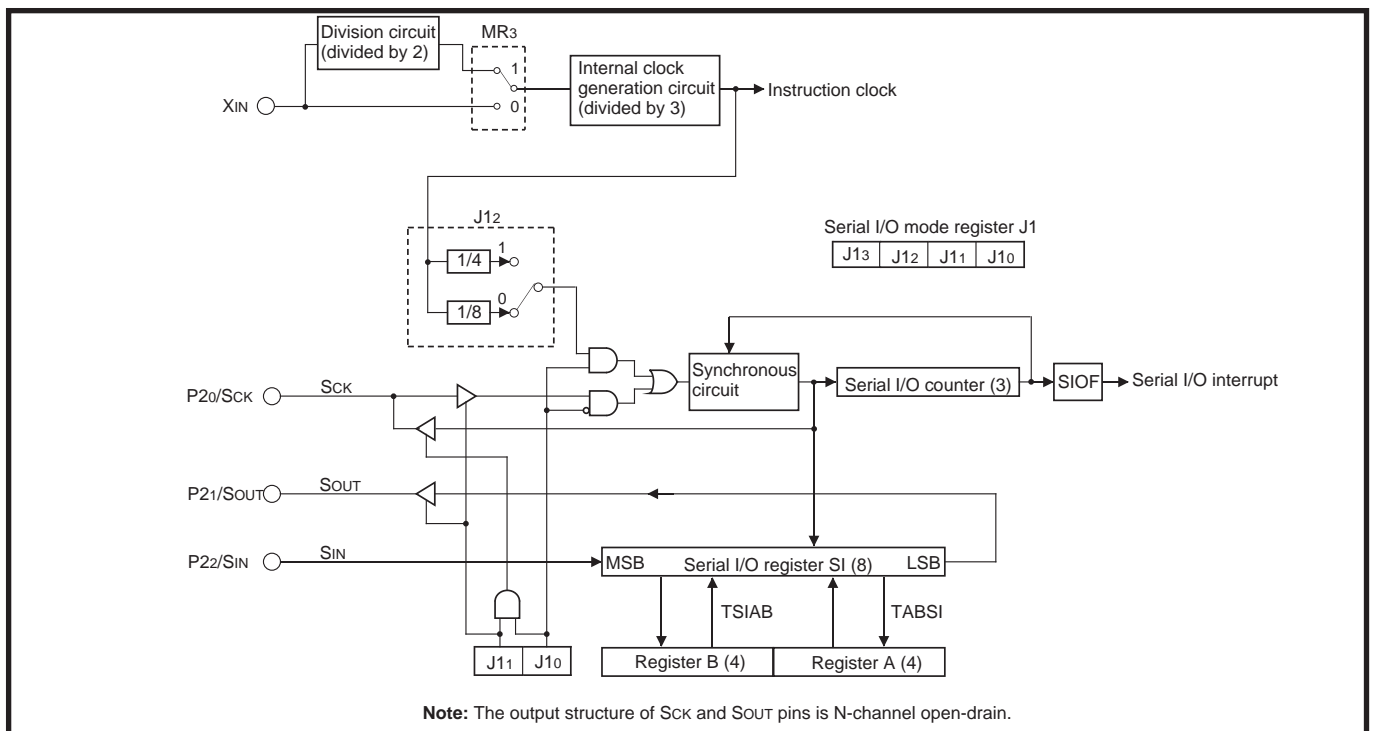 Division circuit
(divided by 2)
MR3
1
0
XIN
Internal clock
generation circuit
(divided by 3)
Instruction clock
J12
1/4
1
1/8
0
Serial I/O mode register J1
J13 J12 J11 J10
Synchronous
circuit
Serial I/O counter (3)
SIOF
Serial I/O interrupt
P20/SCK
SCK
P21/SOUT
SOUT
P22/SIN
SIN
MSB Serial I/O register SI (8) LSB
TSIAB
TABSI
J11 J10
Register B (4)
Register A (4)
Note: The output structure of SCK and SOUT pins is N-channel open-drain.